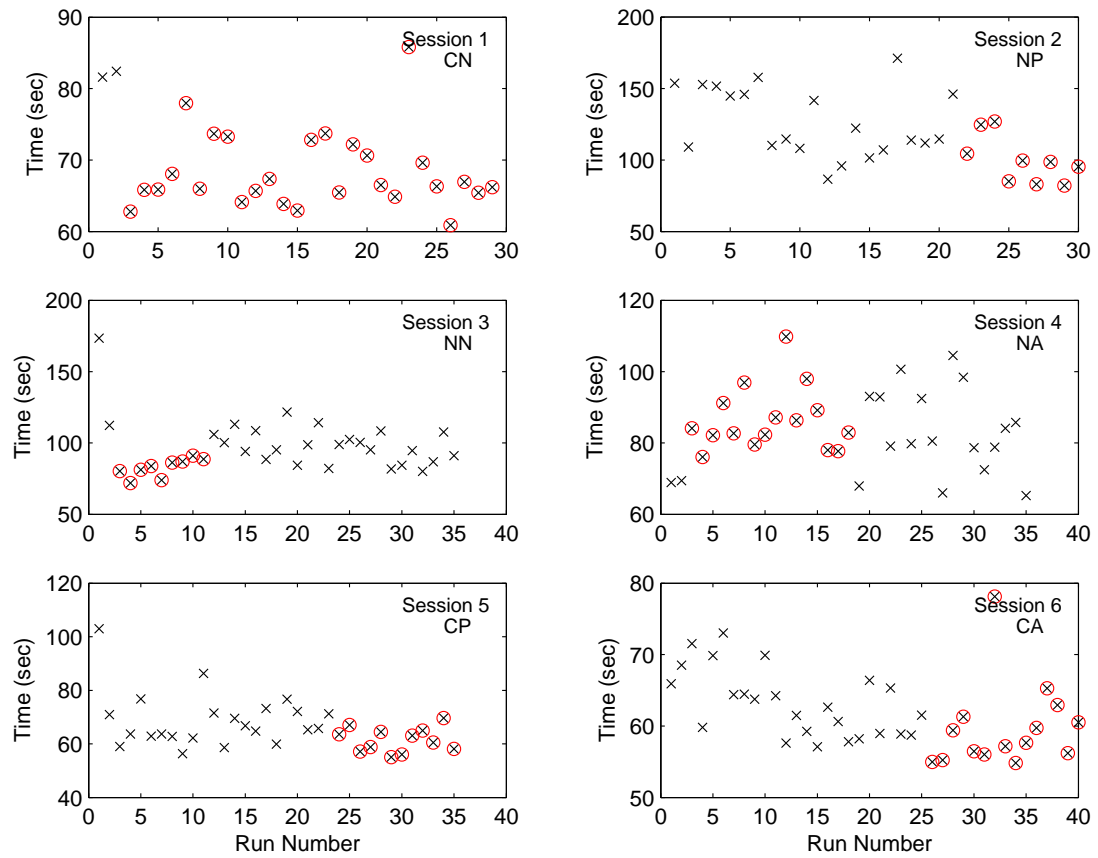 90
80
70
60
Time (sec)
Session 1
CN
0 5 10 15 20 25 30
200
150
100
50
Time (sec)
Session 2
NP
0 5 10 15 20 25 30
200
150
100
50
Time (sec)
Session 3
NN
0 5 10 15 20 25 30 35 40
120
100
80
60
Time (sec)
Session 4
NA
0 5 10 15 20 25 30 35 40
120
100
80
60
40
Time (sec)
Session 5
CP
0 5 10 15 20 25 30 35 40
Run Number
80
70
60
50
Time (sec)
Session 6
CA
0 5 10 15 20 25 30 35 40
Run Number